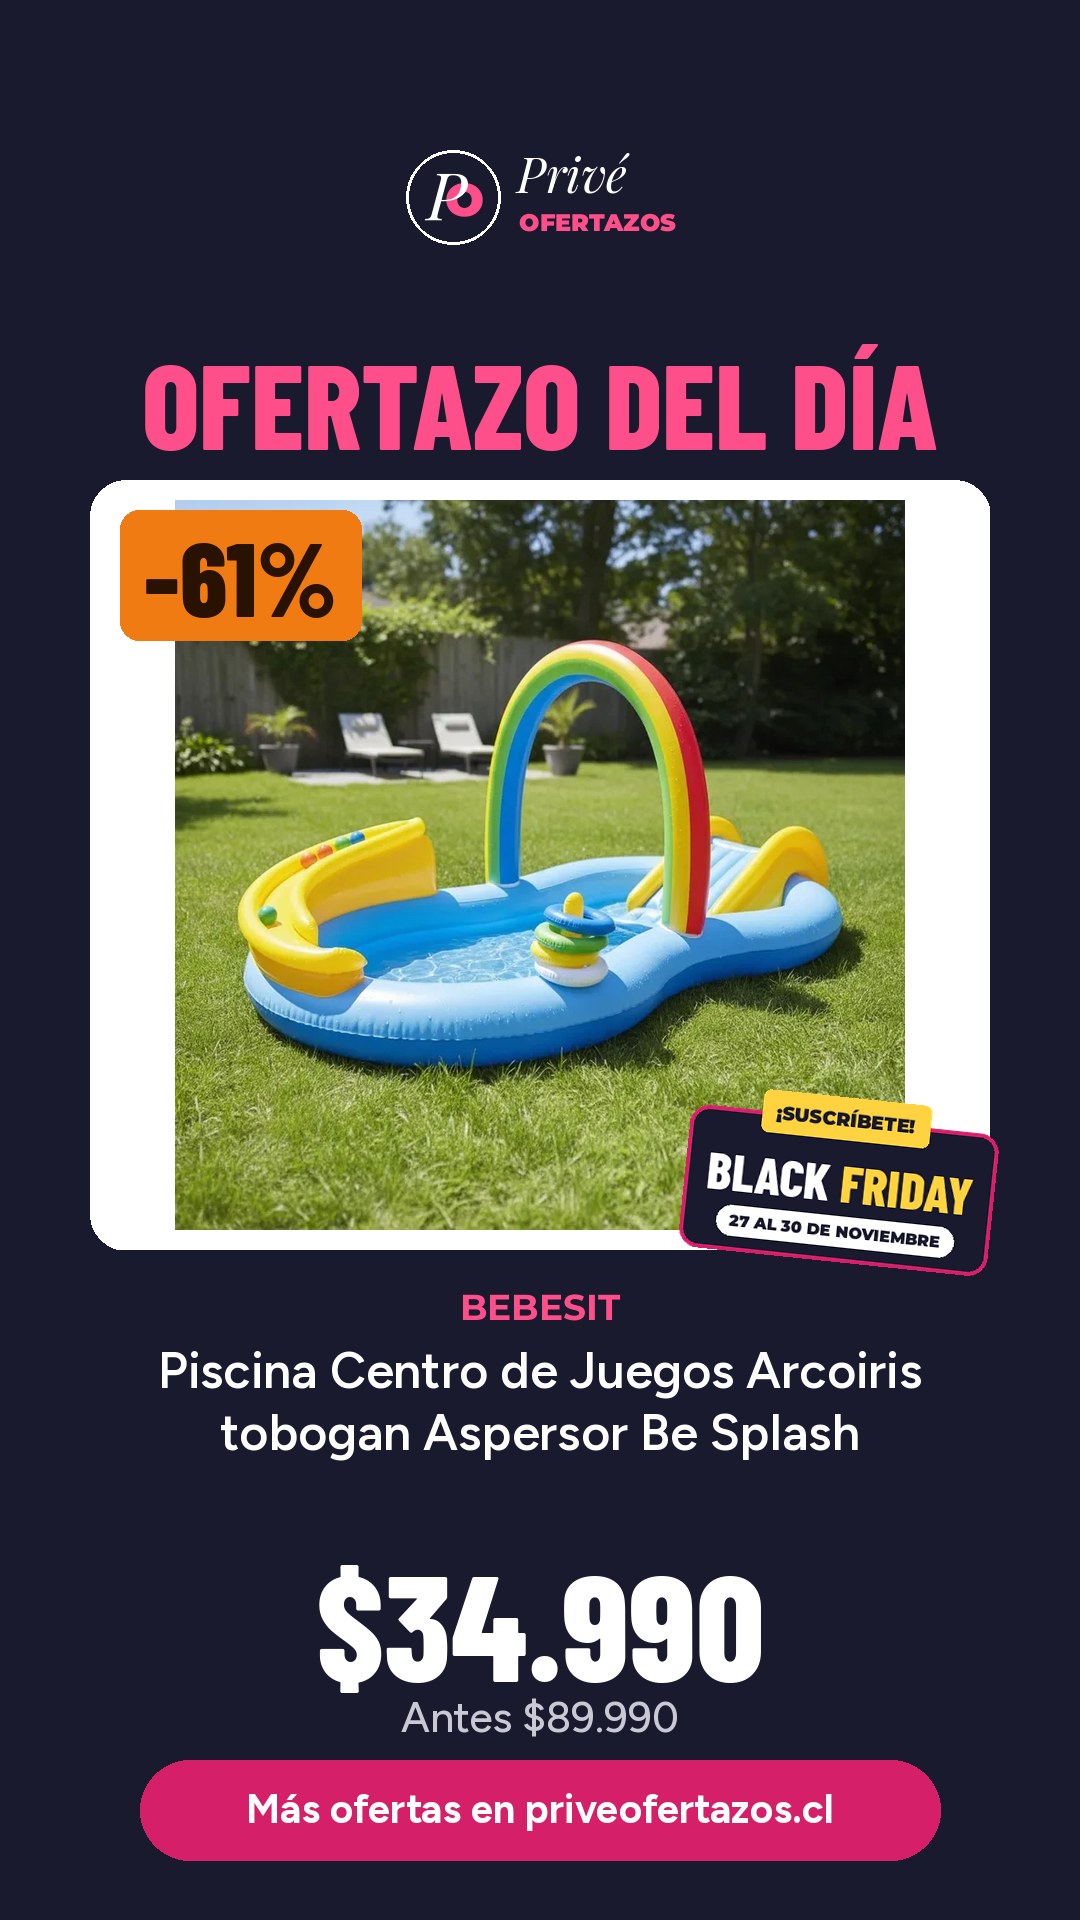 PO
Privé
OFERTAZOS
OFERTAZO DEL DÍA
-61%
¡SUSCRÍBETE!
BLACK FRIDAY
27 AL 30 DE NOVIEMBRE
BEBESIT
Piscina Centro de Juegos Arcoiris
tobogan Aspersor Be Splash
$34.990
Antes $89.990
Más ofertas en priveofertazos.cl